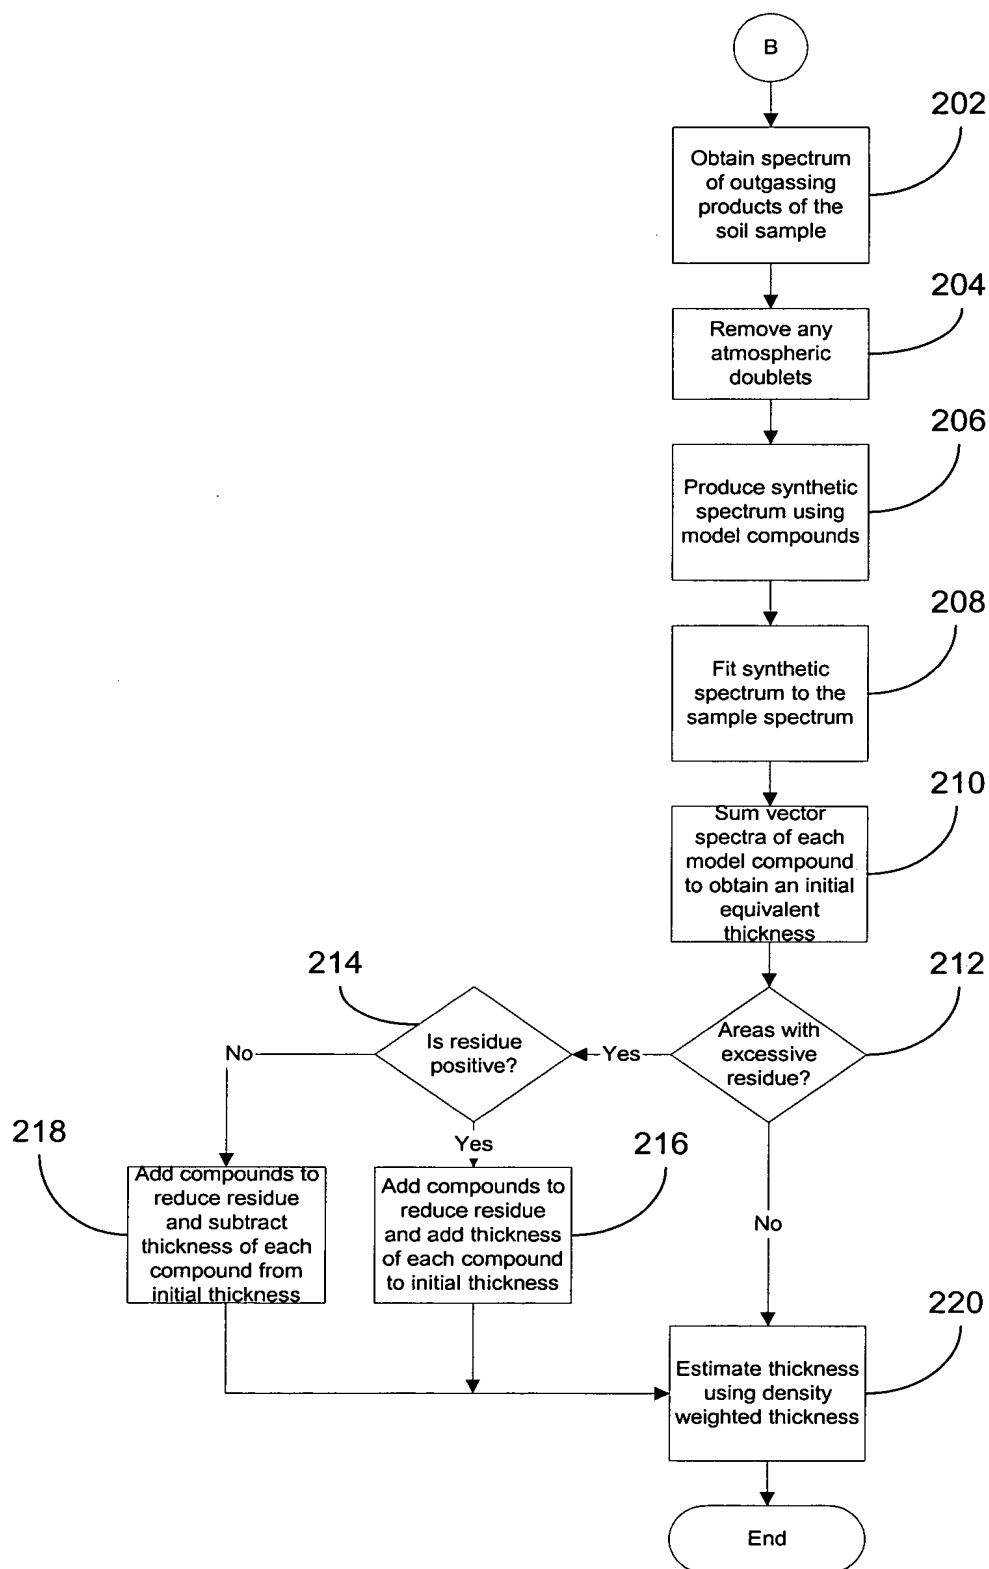 B
202
Obtain spectrum
of outgassing
products of the
soil sample
204
Remove any
atmospheric
doublets
206
Produce synthetic
spectrum using
model compounds
208
Fit synthetic
spectrum to the
sample spectrum
210
Sum vector
spectra of each
model compound
to obtain an initial
equivalent
thickness
212
Areas with
excessive
residue?
Yes
No
214
Is residue
positive?
No
Yes
218
Add compounds to
reduce residue
and subtract
thickness of each
compound from
initial thickness
216
Add compounds to
reduce residue
and add thickness
of each compound
to initial thickness
220
Estimate thickness
using density
weighted thickness
End